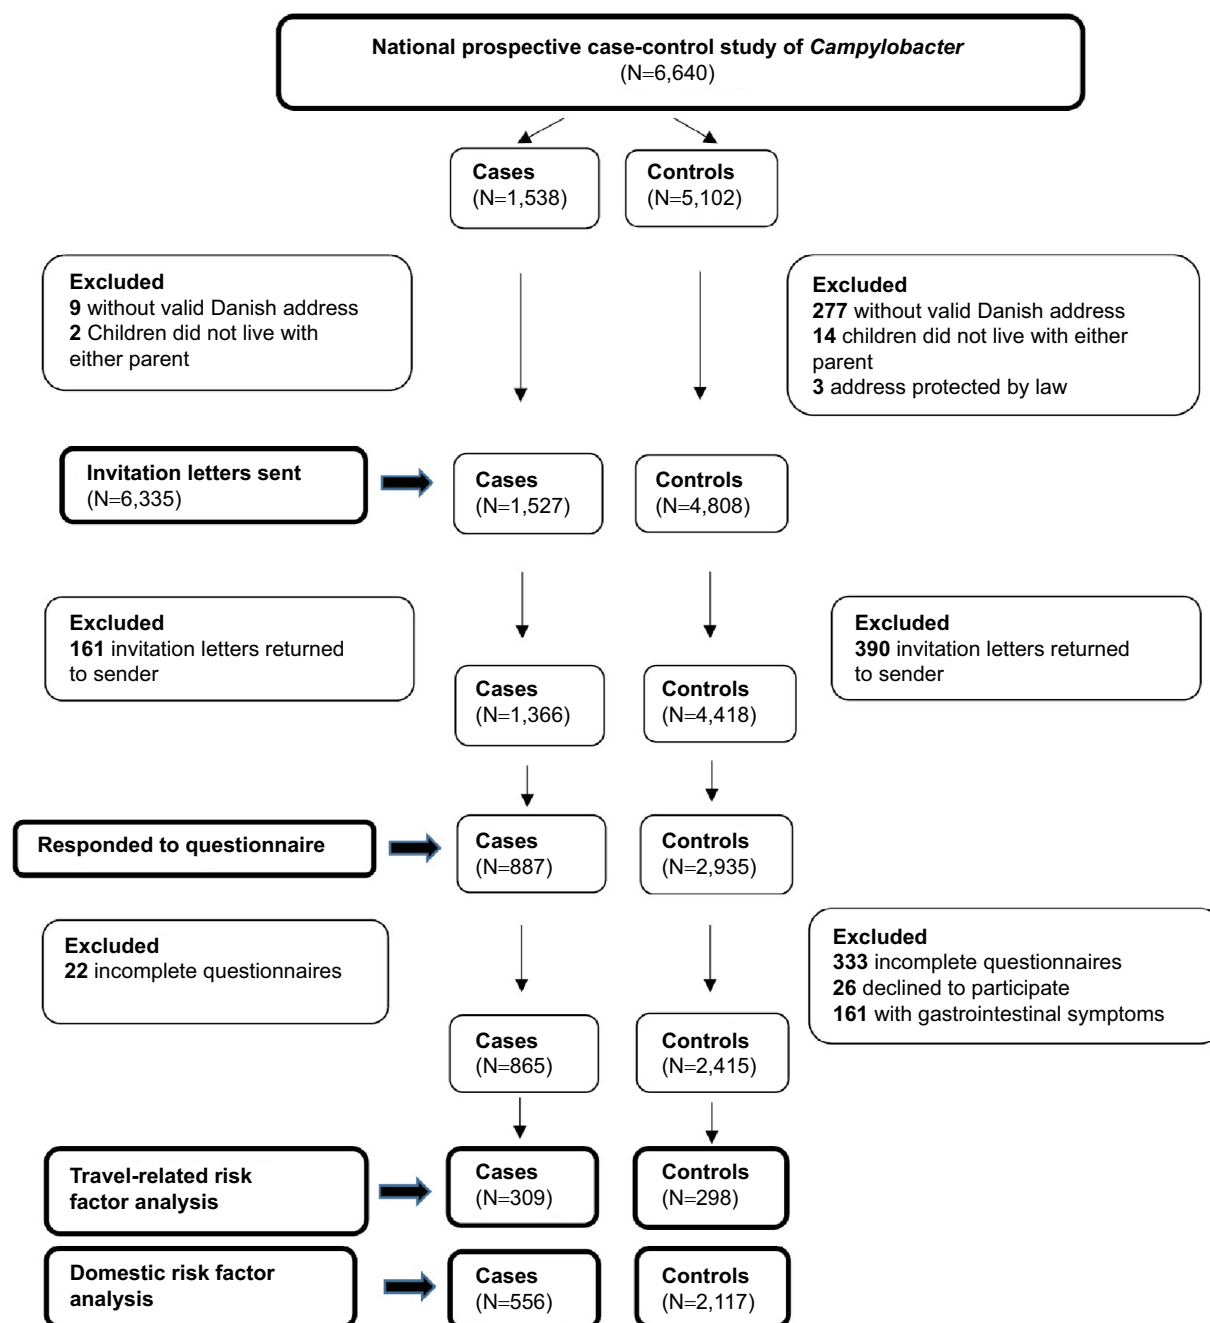 National prospective case-control study of Campylobacter
(N=6,640)
Cases
(N=1,538)
Controls
(N=5,102)
Excluded
9 without valid Danish address
2 Children did not live with
either parent
Excluded
277 without valid Danish address
14 children did not live with either
parent
3 address protected by law
Invitation letters sent
(N=6,335)
Cases
(N=1,527)
Controls
(N=4,808)
Excluded
161 invitation letters returned
to sender
Excluded
390 invitation letters returned
to sender
Cases
(N=1,366)
Controls
(N=4,418)
Responded to questionnaire
Cases
(N=887)
Controls
(N=2,935)
Excluded
22 incomplete questionnaires
Excluded
333 incomplete questionnaires
26 declined to participate
161 with gastrointestinal symptoms
Cases
(N=865)
Controls
(N=2,415)
Travel-related risk
factor analysis
Cases
(N=309)
Controls
(N=298)
Domestic risk factor
analysis
Cases
(N=556)
Controls
(N=2,117)